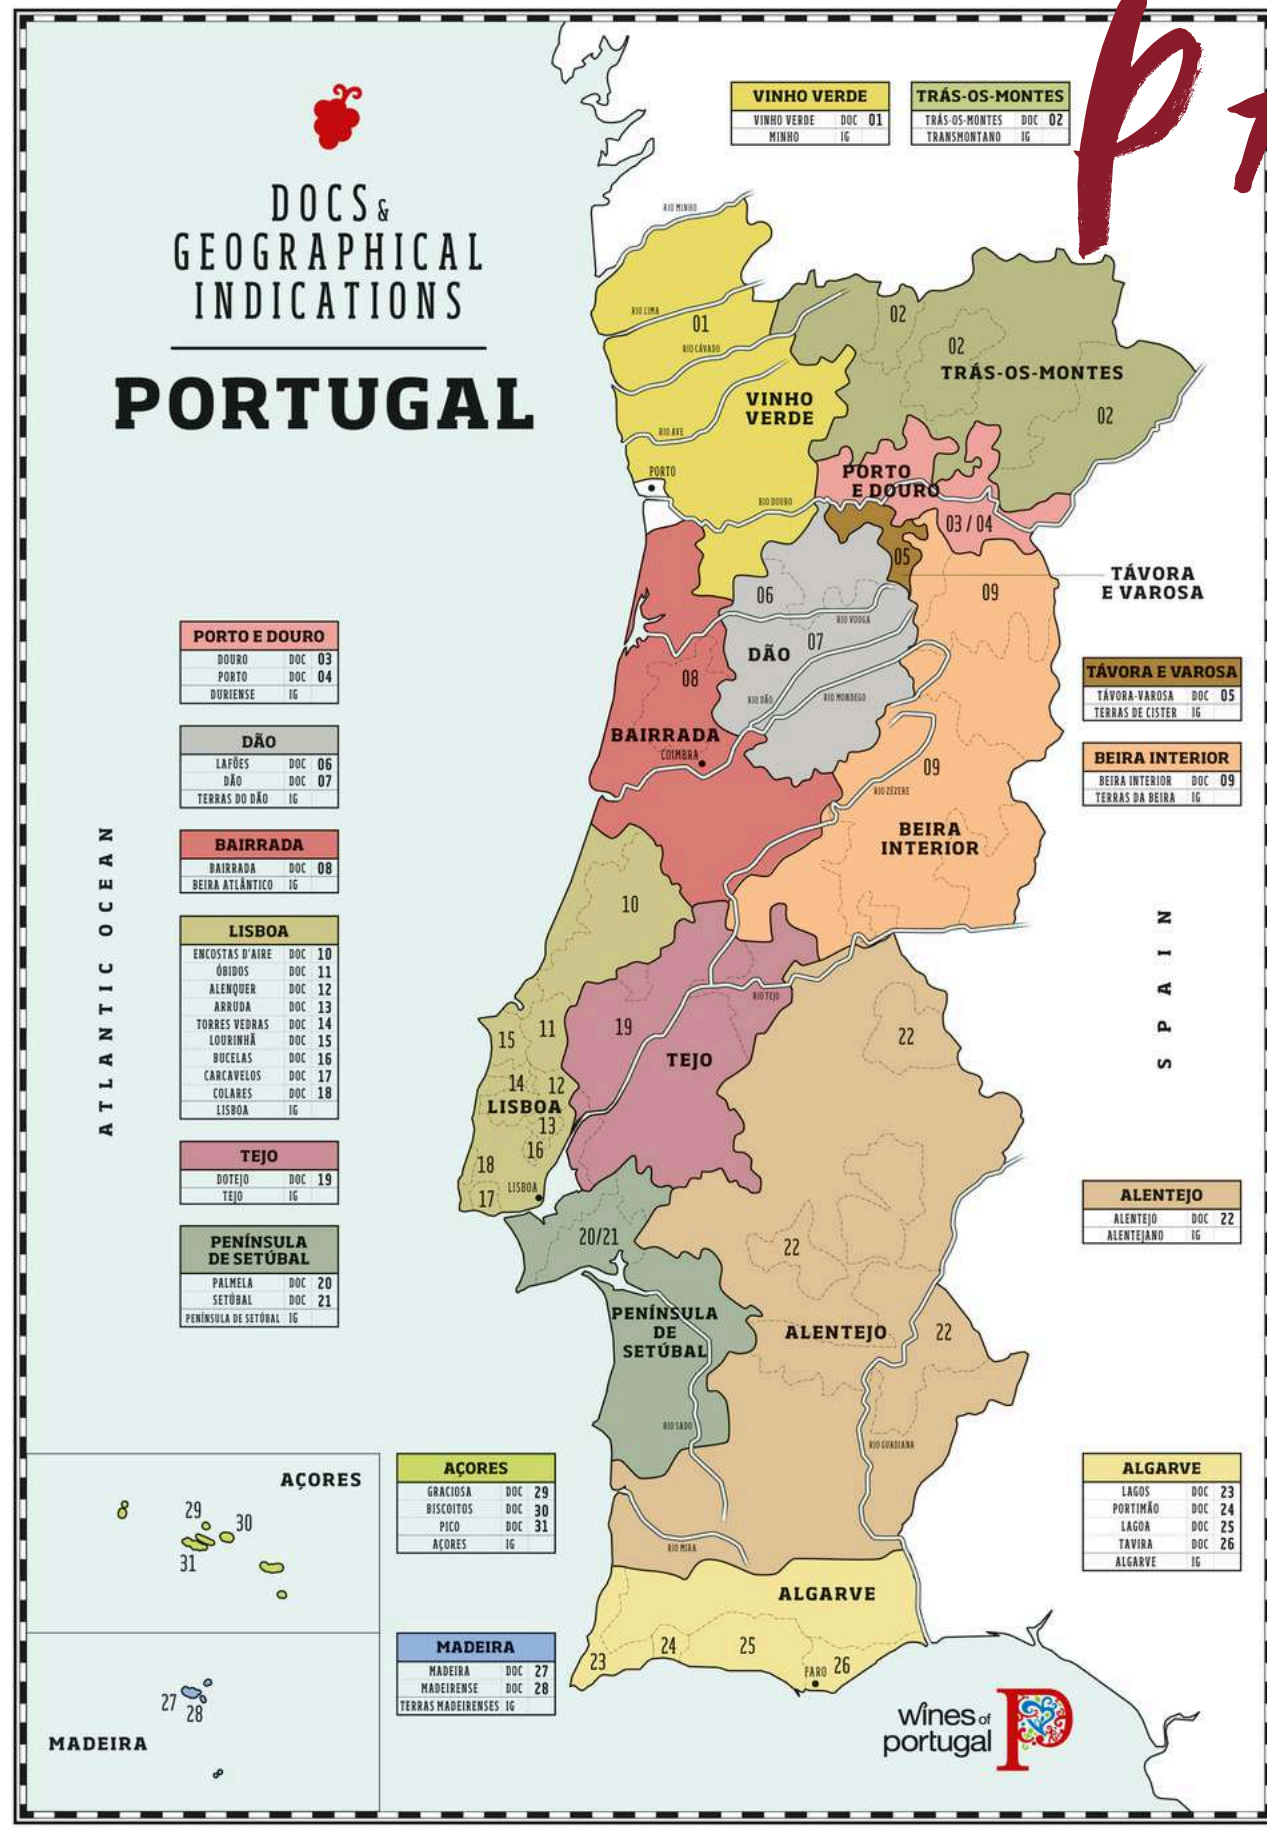 DOCS &
GEOGRAPHICAL
INDICATIONS
PORTUGAL
VINHO VERDE
VINHO VERDE DOC 01
MINHO IG
TRÁS-OS-MONTES
TRÁS-OS-MONTES DOC 02
TRANSMONTANO IG
RIO MINHO
RIO LIMA
01
RIO CÁVADO
VINHO
VERDE
RIO AVE
PORTO
RIO DOURO
02
02
TRÁS-OS-MONTES
02
PORTO
E DOURO
03 / 04
05
TÁVORA
E VAROSA
06
09
RIO VOUGA
07
DÃO
08
RIO DÃO
RIO MONDEGO
BAIRRADA
COIMBRA
09
RIO ZÊZERE
BEIRA
INTERIOR
10
RIO TEJO
15
11
19
22
TEJO
14
12
LISBOA
13
16
18
17
LISBOA
20/21
22
PENÍNSULA
DE
SETÚBAL
ALENTEJO
22
RIO SADO
RIO GUADIANA
RIO MIRA
ALGARVE
23
24
25
FARO
26
PORTO E DOURO
DOURO DOC 03
PORTO DOC 04
DURIENSE IG
DÃO
LAFÕES DOC 06
DÃO DOC 07
TERRAS DO DÃO IG
BAIRRADA
BAIRRADA DOC 08
BEIRA ATLÂNTICO IG
LISBOA
ENCOSTAS D'AIRE DOC 10
ÓBIDOS DOC 11
ALENQUER DOC 12
ARRUDA DOC 13
TORRES VEDRAS DOC 14
LOURINHÃ DOC 15
BUCELAS DOC 16
CARCAVELOS DOC 17
COLARES DOC 18
LISBOA IG
TEJO
DOTEJO DOC 19
TEJO IG
PENÍNSULA
DE SETÚBAL
PALMELA DOC 20
SETÚBAL DOC 21
PENÍNSULA DE SETÚBAL IG
ATLANTIC OCEAN
TÁVORA E VAROSA
TÁVORA-VAROSA DOC 05
TERRAS DE CISTER IG
BEIRA INTERIOR
BEIRA INTERIOR DOC 09
TERRAS DA BEIRA IG
SPAIN
ALENTEJO
ALENTEJO DOC 22
ALENTEJANO IG
ALGARVE
LAGOS DOC 23
PORTIMÃO DOC 24
LAGOA DOC 25
TAVIRA DOC 26
ALGARVE IG
AÇORES
29
30
31
AÇORES
GRACIOSA DOC 29
BISCOITOS DOC 30
PICO DOC 31
AÇORES IG
27
28
MADEIRA
MADEIRA
MADEIRA DOC 27
MADEIRENSE DOC 28
TERRAS MADEIRENSES IG
wines of
portugal